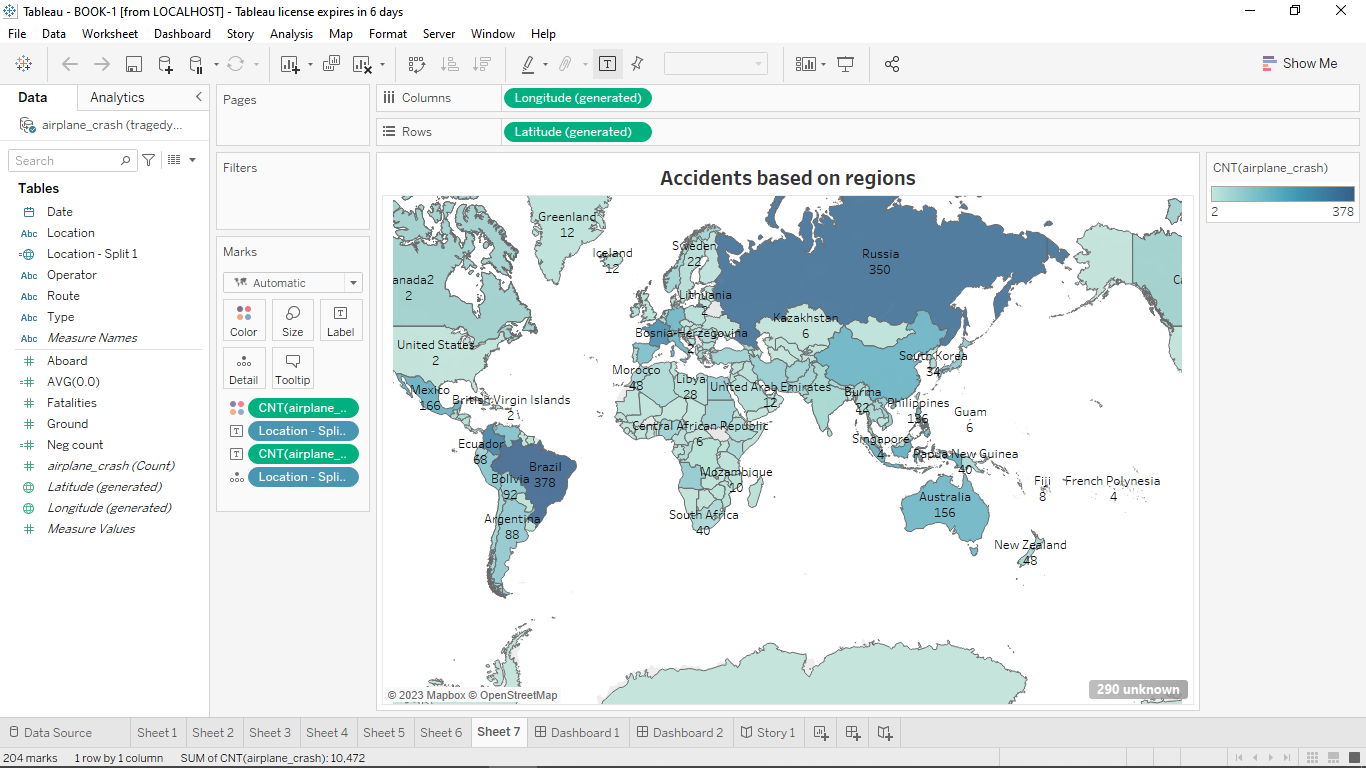 Tableau - BOOK-1 [from LOCALHOST] - Tableau license expires in 6 days
File Data Worksheet Dashboard Story Analysis Map Format Server Window Help
Show Me
Data Analytics
airplane_crash (tragedy...
Search
Tables
Date
Abc Location
Location - Split 1
Abc Operator
Abc Route
Abc Type
Abc Measure Names
Aboard
AVG(0.0)
Fatalities
Ground
Neg count
airplane_crash (Count)
Latitude (generated)
Longitude (generated)
Measure Values
Pages
Filters
Marks
Automatic
Color Size Label
Detail Tooltip
CNT(airplane_..
Location - Spli..
CNT(airplane_..
Location - Spli..
Columns Longitude (generated)
Rows Latitude (generated)
Accidents based on regions
Greenland
12
Iceland
12
Sweden
22
Russia
350
anada2
2
Ca
Lithuania
2
Kazakhstan
6
Bosnia-Herzegovina
2
United States
2
South Korea
34
Morocco
48
Libya
28
United Arab Emirates
12
Mexico
166
British Virgin Islands
2
Burma
22
Philippines
136
Guam
6
Central African Republic
6
Ecuador
68
Singapore
4
Papua New Guinea
40
Brazil
378
Bolivia
92
Mozambique
10
Fiji
8
French Polynesia
4
Australia
156
Argentina
88
South Africa
40
New Zealand
48
© 2023 Mapbox © OpenStreetMap
290 unknown
CNT(airplane_crash)
2 378
Data Source Sheet 1 Sheet 2 Sheet 3 Sheet 4 Sheet 5 Sheet 6 Sheet 7 Dashboard 1 Dashboard 2 Story 1
204 marks 1 row by 1 column SUM of CNT(airplane_crash): 10,472